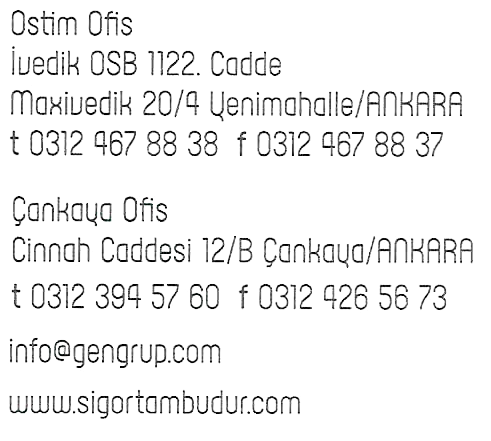 Ostim Ofis
İvedik OSB 1122. Cadde
Maxivedik 20/4 Yenimahalle/ANKARA
t 0312 467 88 38 f 0312 467 88 37
Çankaya Ofis
Cinnah Caddesi 12/B Çankaya/ANKARA
t 0312 394 57 60 f 0312 426 56 73
info@gengrup.com
www.sigortambudur.com